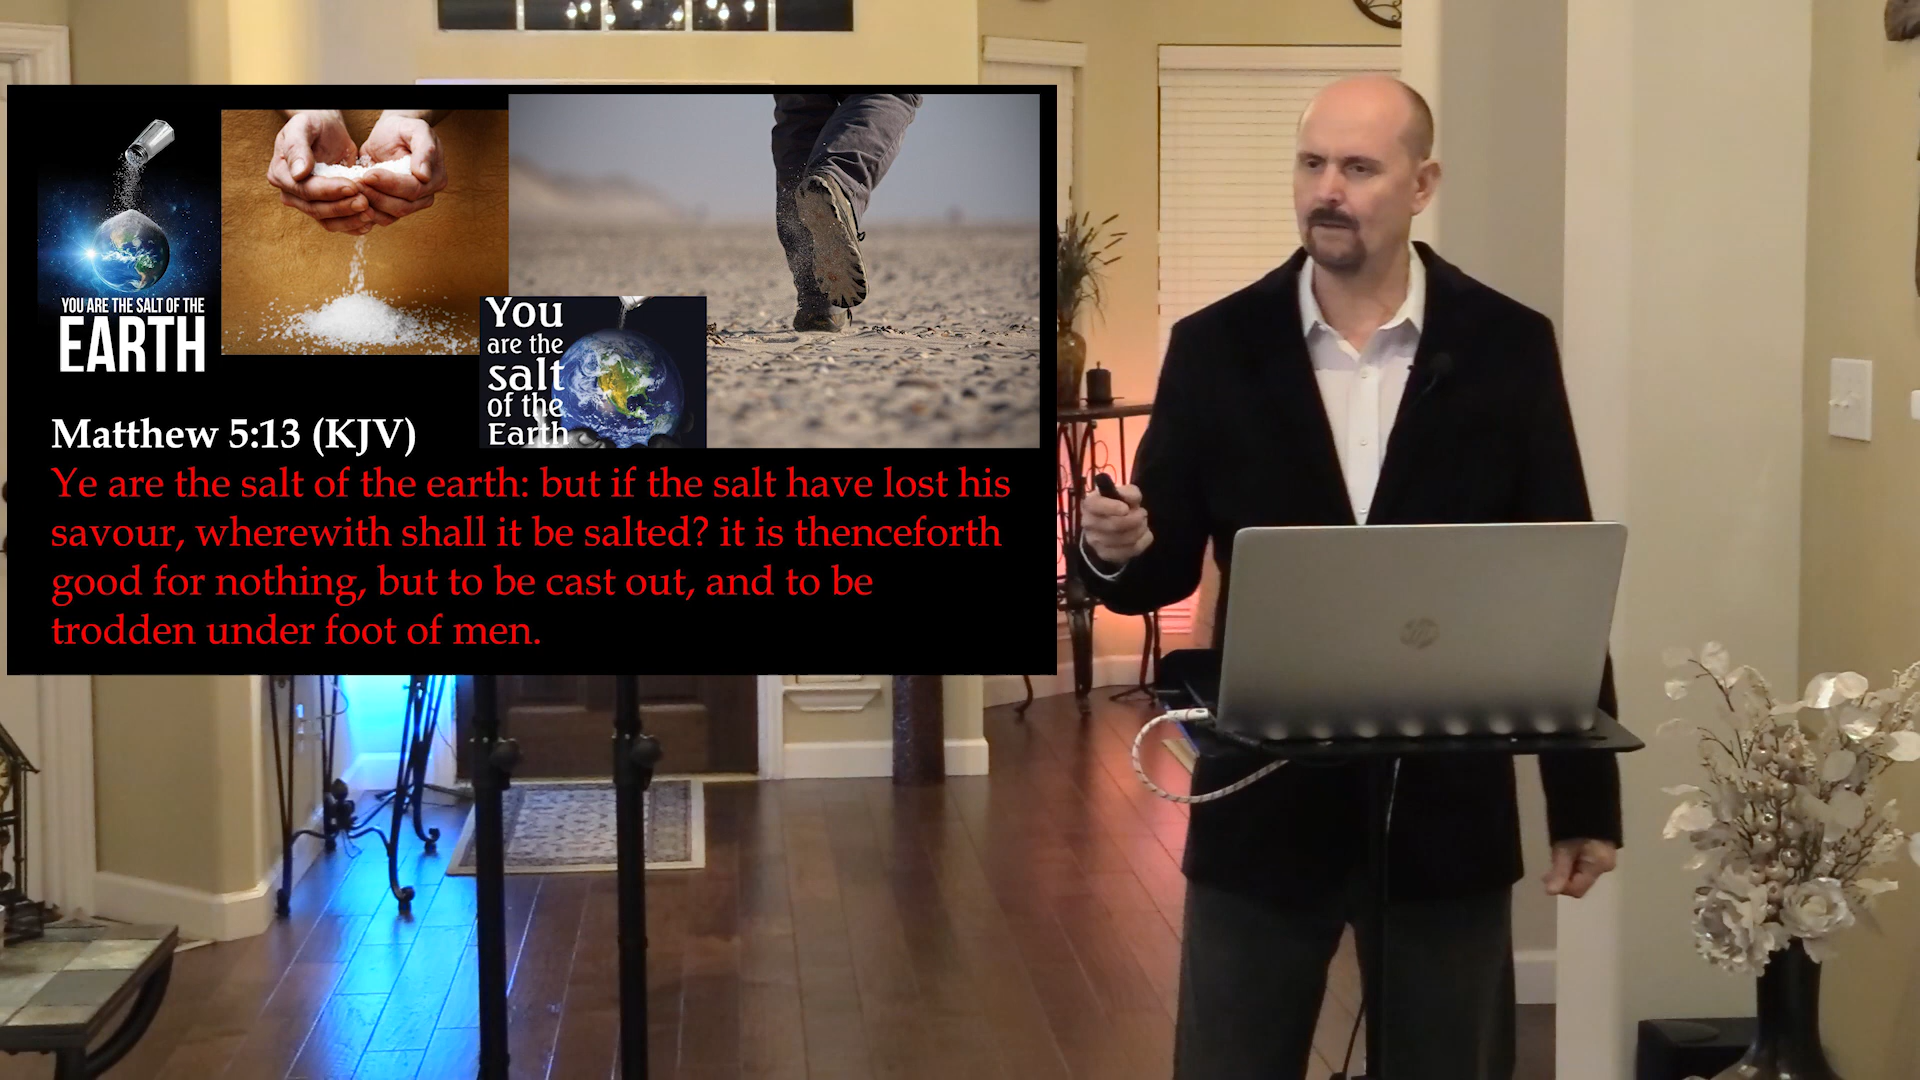 YOU ARE THE SALT OF THE
EARTH
You
are the
salt
of the
Earth
Matthew 5:13 (KJV)
Ye are the salt of the earth: but if the salt have lost his
savour, wherewith shall it be salted? it is thenceforth
good for nothing, but to be cast out, and to be
trodden under foot of men.
hp